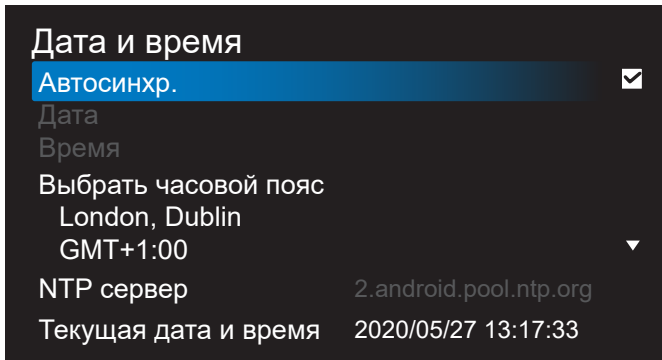 Дата и время
Автосинхр.
Дата
Время
Выбрать часовой пояс
London, Dublin
GMT+1:00
NTP сервер 2.android.pool.ntp.org
Текущая дата и время 2020/05/27 13:17:33